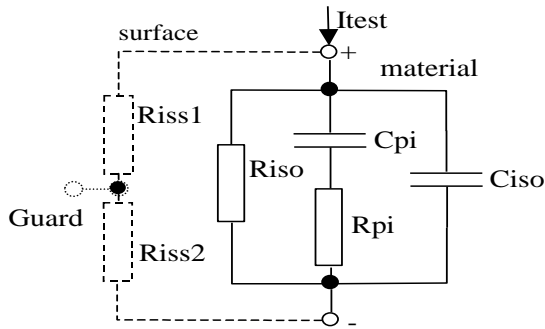 Itest
surface
+
material
Riss1
Cpi
Riso
Ciso
Guard
Rpi
Riss2
-